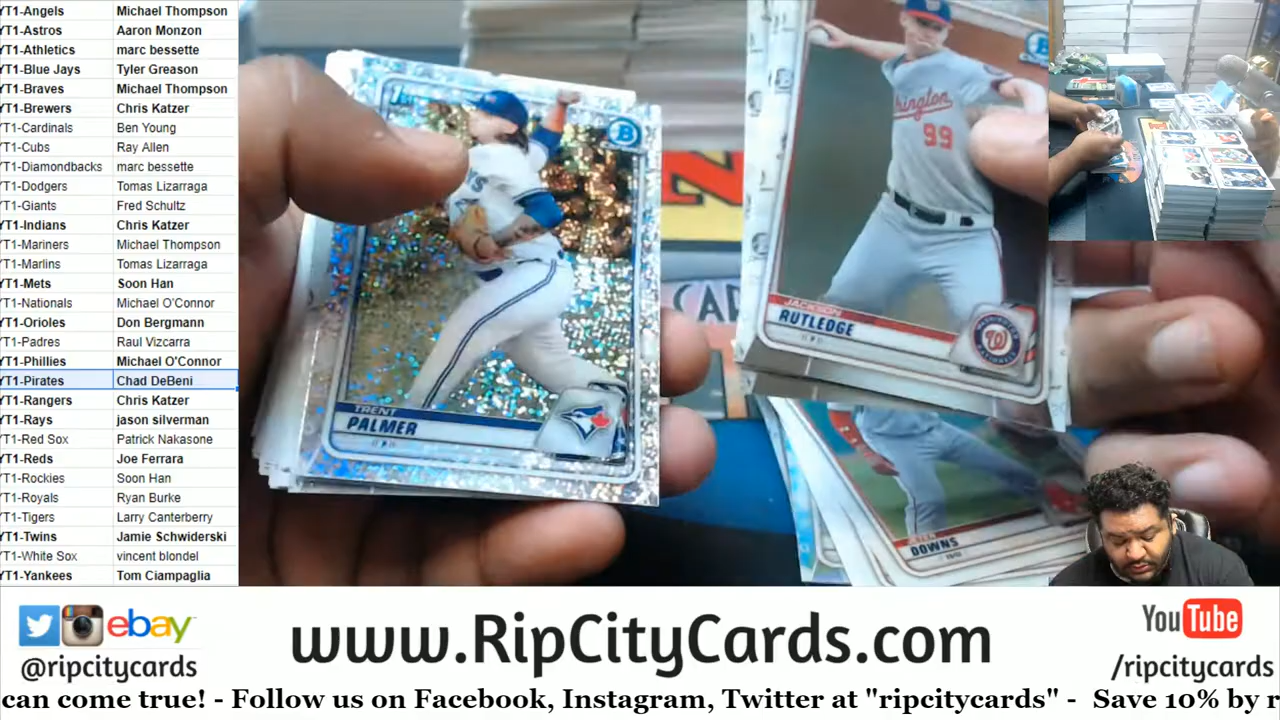 YT1-Angels Michael Thompson
YT1-Astros Aaron Monzon
YT1-Athletics marc bessette
YT1-Blue Jays Tyler Greason
YT1-Braves Michael Thompson
YT1-Brewers Chris Katzer
YT1-Cardinals Ben Young
YT1-Cubs Ray Allen
YT1-Diamondbacks marc bessette
YT1-Dodgers Tomas Lizarraga
YT1-Giants Fred Schultz
YT1-Indians Chris Katzer
YT1-Mariners Michael Thompson
YT1-Marlins Tomas Lizarraga
YT1-Mets Soon Han
YT1-Nationals Michael O'Connor
YT1-Orioles Don Bergmann
YT1-Padres Raul Vizcarra
YT1-Phillies Michael O'Connor
YT1-Pirates Chad DeBeni
YT1-Rangers Chris Katzer
YT1-Rays jason silverman
YT1-Red Sox Patrick Nakasone
YT1-Reds Joe Ferrara
YT1-Rockies Soon Han
YT1-Royals Ryan Burke
YT1-Tigers Larry Canterberry
YT1-Twins Jamie Schwiderski
YT1-White Sox vincent blondel
YT1-Yankees Tom Ciampaglia
1st
B
TRENT
PALMER
99
JACKSON
RUTLEDGE
W
DOWNS
ebay
@ripcitycards
www.RipCityCards.com
You Tube
/ripcitycards
can come true! - Follow us on Facebook, Instagram, Twitter at "ripcitycards" - Save 10% by